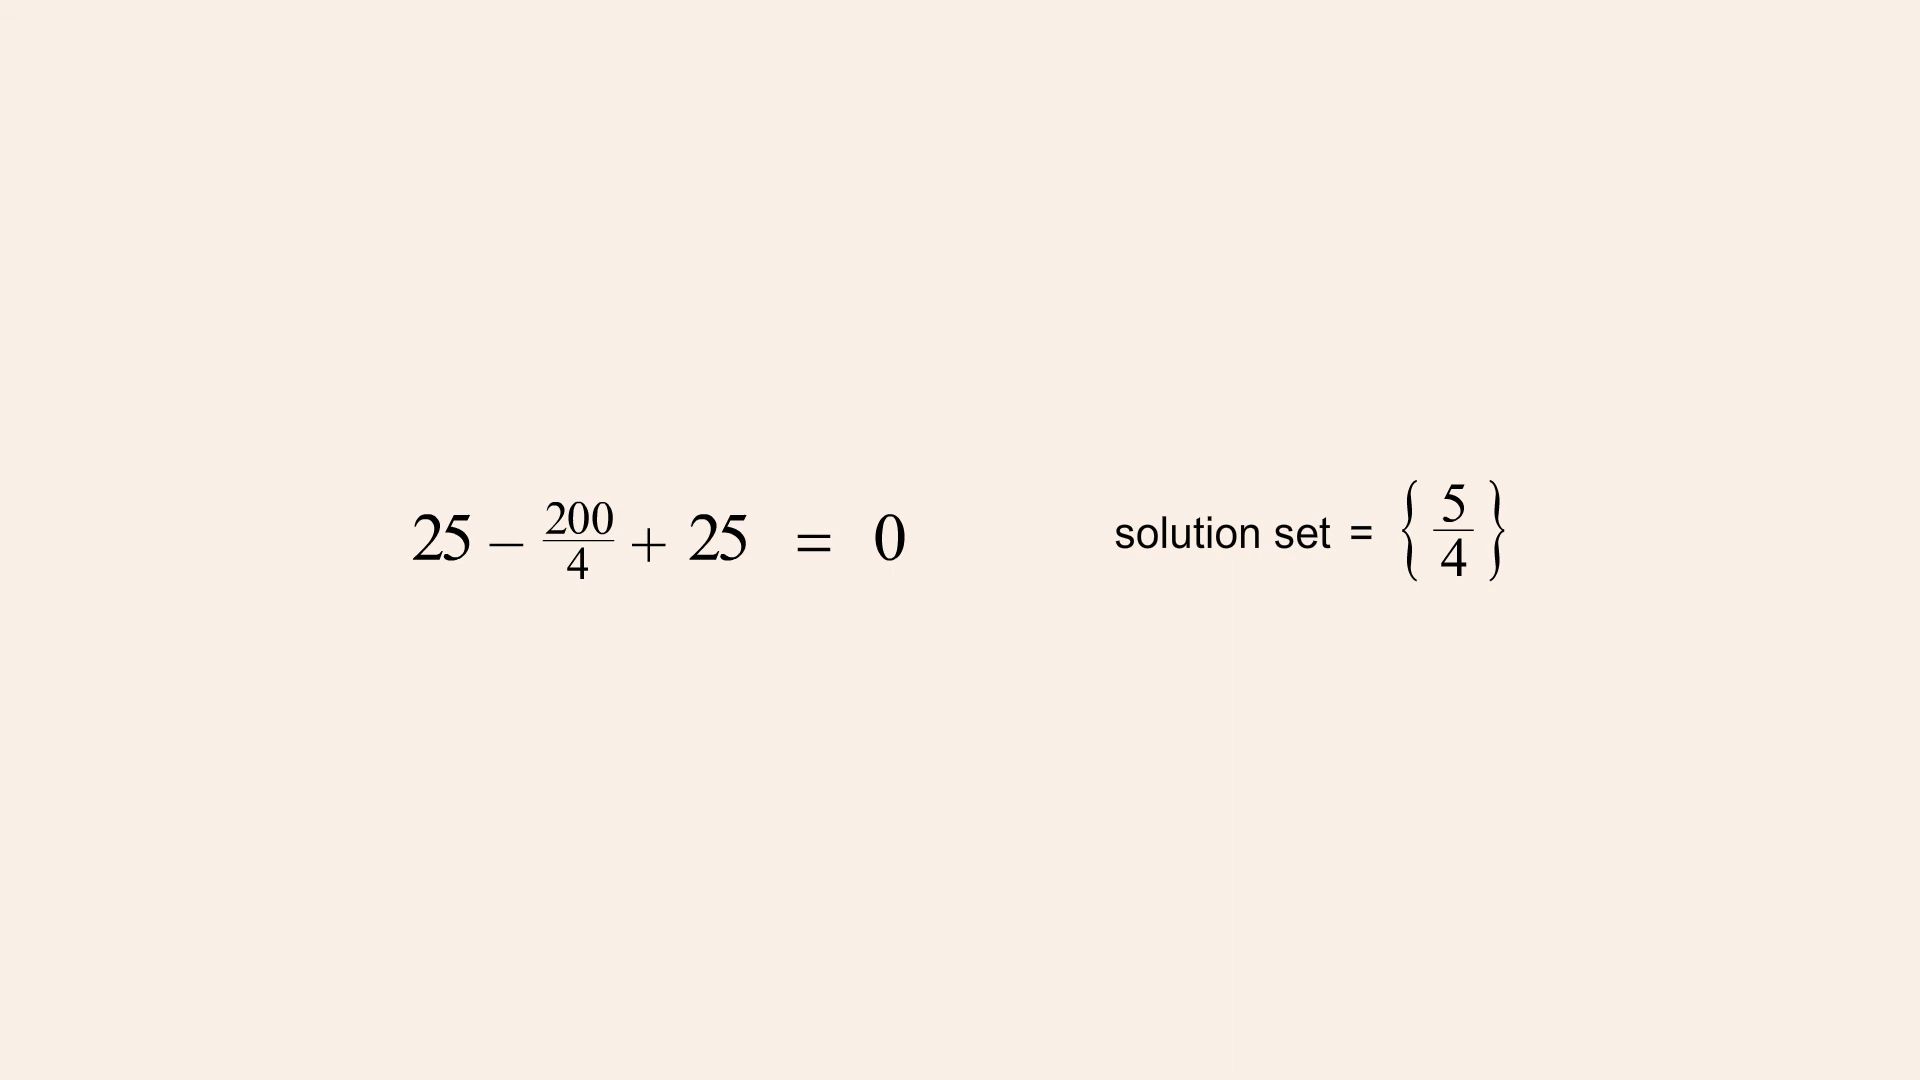 25 − 200/4 + 25 = 0
solution set = { 5/4 }